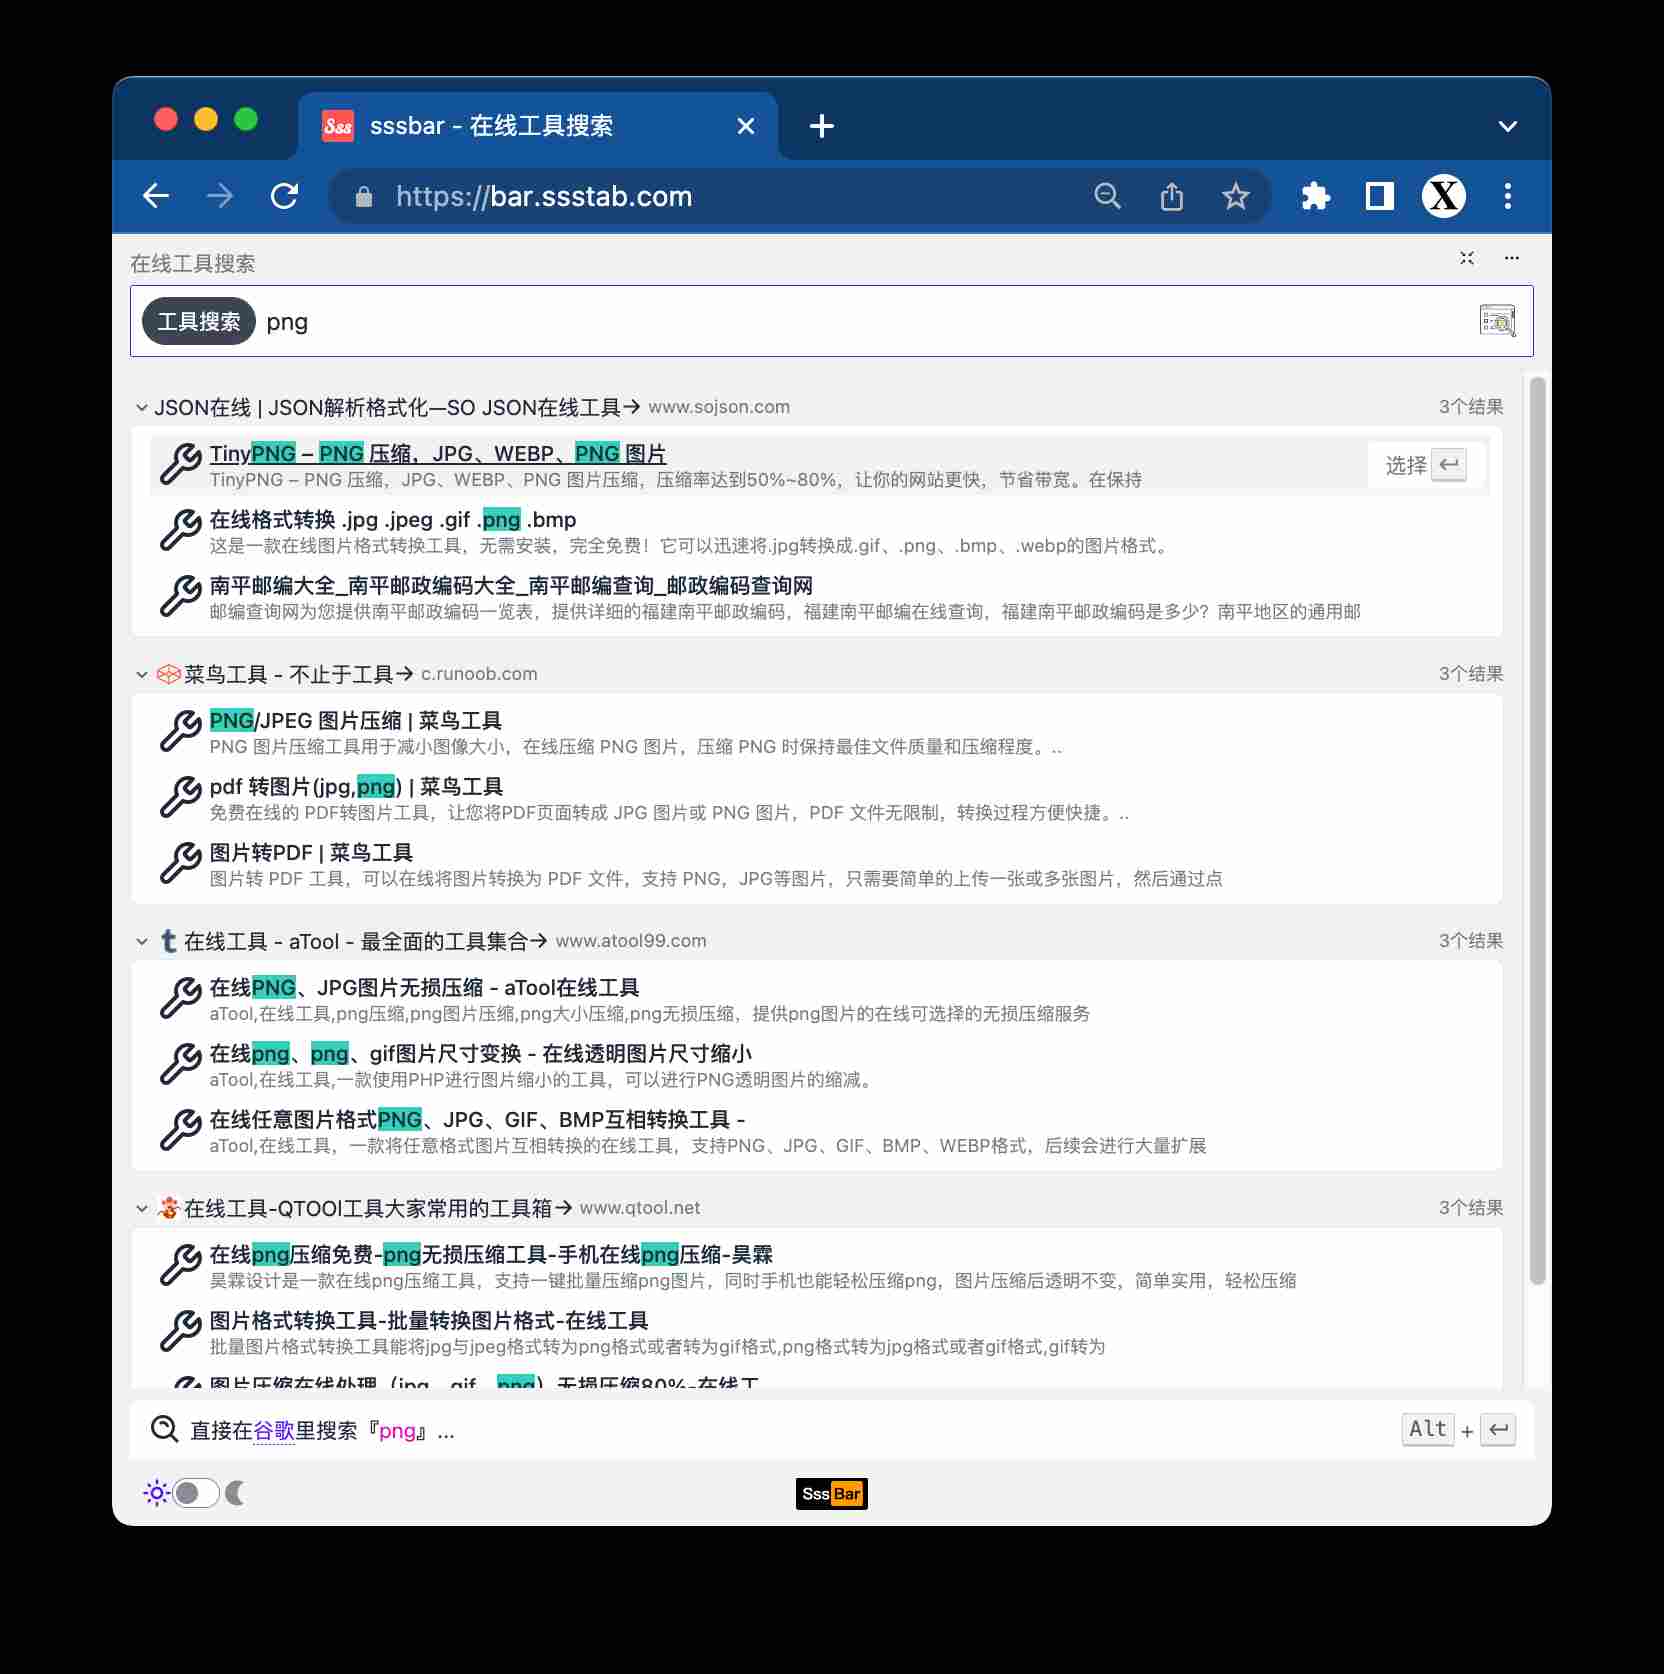 Sss sssbar - 在线工具搜索
https://bar.ssstab.com
X
在线工具搜索
工具搜索 png
JSON在线 | JSON解析格式化—SO JSON在线工具→ www.sojson.com 3个结果
TinyPNG – PNG 压缩，JPG、WEBP、PNG 图片
选择
TinyPNG – PNG 压缩，JPG、WEBP、PNG 图片压缩，压缩率达到50%~80%，让你的网站更快，节省带宽。在保持
在线格式转换 .jpg .jpeg .gif .png .bmp
这是一款在线图片格式转换工具，无需安装，完全免费！它可以迅速将.jpg转换成.gif、.png、.bmp、.webp的图片格式。
南平邮编大全_南平邮政编码大全_南平邮编查询_邮政编码查询网
邮编查询网为您提供南平邮政编码一览表，提供详细的福建南平邮政编码，福建南平邮编在线查询，福建南平邮政编码是多少？南平地区的通用邮
菜鸟工具 - 不止于工具→ c.runoob.com 3个结果
PNG/JPEG 图片压缩 | 菜鸟工具
PNG 图片压缩工具用于减小图像大小，在线压缩 PNG 图片，压缩 PNG 时保持最佳文件质量和压缩程度。..
pdf 转图片(jpg,png) | 菜鸟工具
免费在线的 PDF转图片工具，让您将PDF页面转成 JPG 图片或 PNG 图片，PDF 文件无限制，转换过程方便快捷。..
图片转PDF | 菜鸟工具
图片转 PDF 工具，可以在线将图片转换为 PDF 文件，支持 PNG，JPG等图片，只需要简单的上传一张或多张图片，然后通过点
t 在线工具 - aTool - 最全面的工具集合→ www.atool99.com 3个结果
在线PNG、JPG图片无损压缩 - aTool在线工具
aTool,在线工具,png压缩,png图片压缩,png大小压缩,png无损压缩，提供png图片的在线可选择的无损压缩服务
在线png、png、gif图片尺寸变换 - 在线透明图片尺寸缩小
aTool,在线工具,一款使用PHP进行图片缩小的工具，可以进行PNG透明图片的缩减。
在线任意图片格式PNG、JPG、GIF、BMP互相转换工具 -
aTool,在线工具，一款将任意格式图片互相转换的在线工具，支持PNG、JPG、GIF、BMP、WEBP格式，后续会进行大量扩展
在线工具-QTOOl工具大家常用的工具箱→ www.qtool.net 3个结果
在线png压缩免费-png无损压缩工具-手机在线png压缩-昊霖
昊霖设计是一款在线png压缩工具，支持一键批量压缩png图片，同时手机也能轻松压缩png，图片压缩后透明不变，简单实用，轻松压缩
图片格式转换工具-批量转换图片格式-在线工具
批量图片格式转换工具能将jpg与jpeg格式转为png格式或者转为gif格式,png格式转为jpg格式或者gif格式,gif转为
图片压缩在线处理（jpg、gif、png）无损压缩80%-在线工
直接在谷歌里搜索『png』... Alt +
Sss Bar